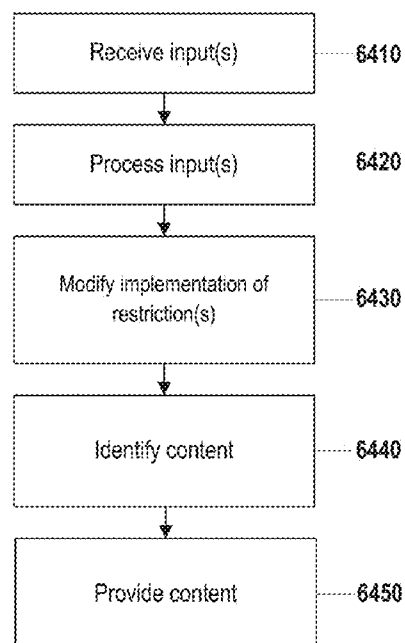 Receive input(s) 6410
Process input(s) 6420
Modify implementation of
restriction(s) 6430
Identify content 6440
Provide content 6450